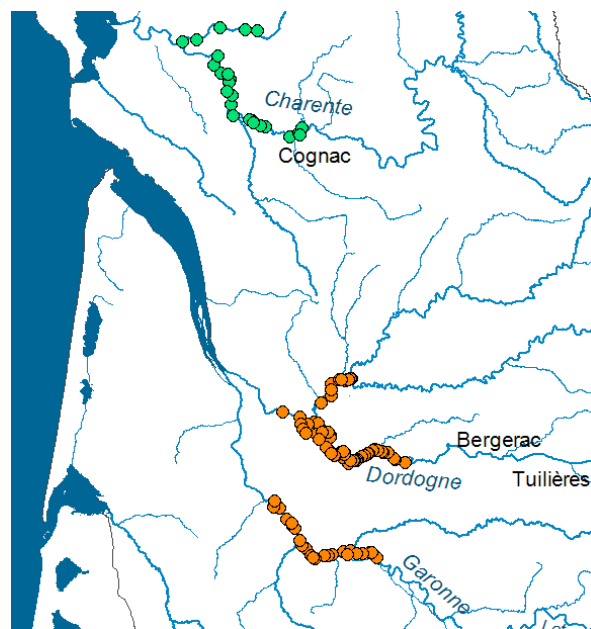 Charente
Cognac
Bergerac
Dordogne
Tuilières
Garonne